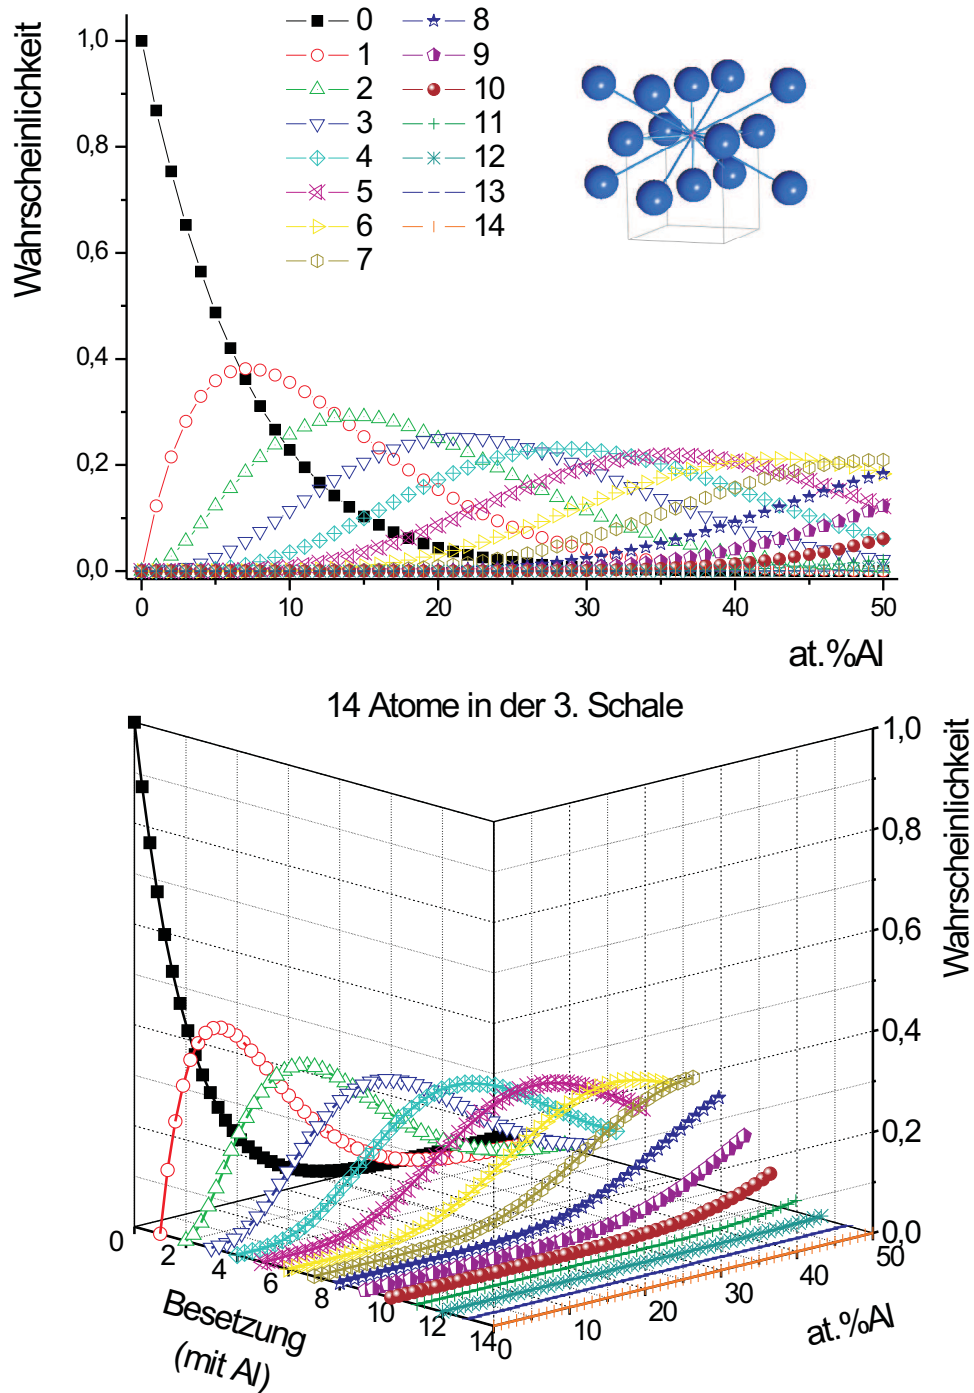 0
8
1
9
2
10
3
11
4
12
5
13
6
14
7
Wahrscheinlichkeit
1,0
0,8
0,6
0,4
0,2
0,0
0 10 20 30 40 50
at.%Al
14 Atome in der 3. Schale
1,0
0,8
0,6
0,4
0,2
0,0
Wahrscheinlichkeit
0 2 4 6 8 10 12 14
Besetzung
(mit Al)
0 10 20 30 40 50
at.%Al